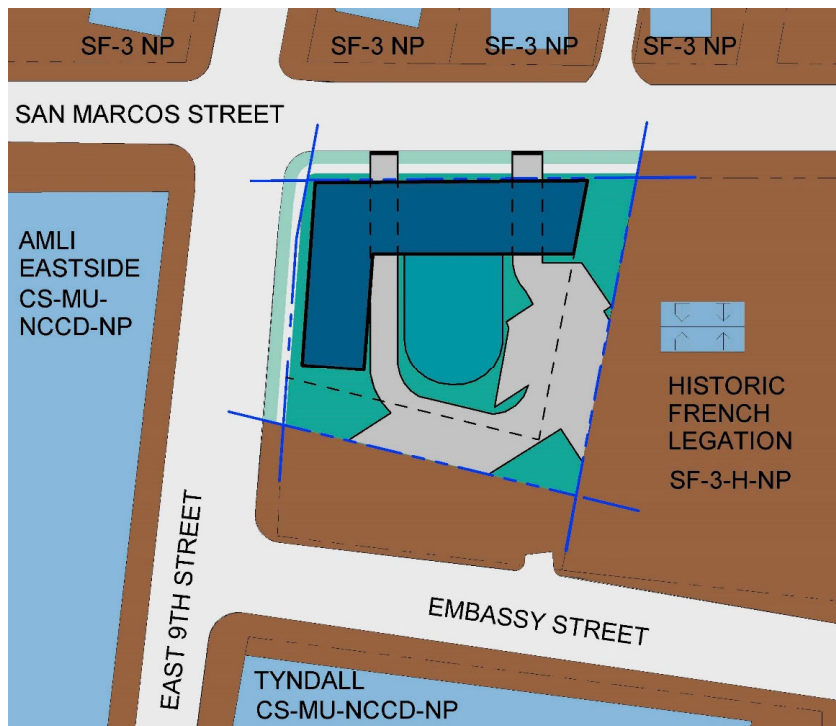 SF-3 NP
SF-3 NP
SF-3 NP
SF-3 NP
SAN MARCOS STREET
AMLI
EASTSIDE
CS-MU-
NCCD-NP
HISTORIC
FRENCH
LEGATION
SF-3-H-NP
EAST 9TH STREET
EMBASSY STREET
TYNDALL
CS-MU-NCCD-NP